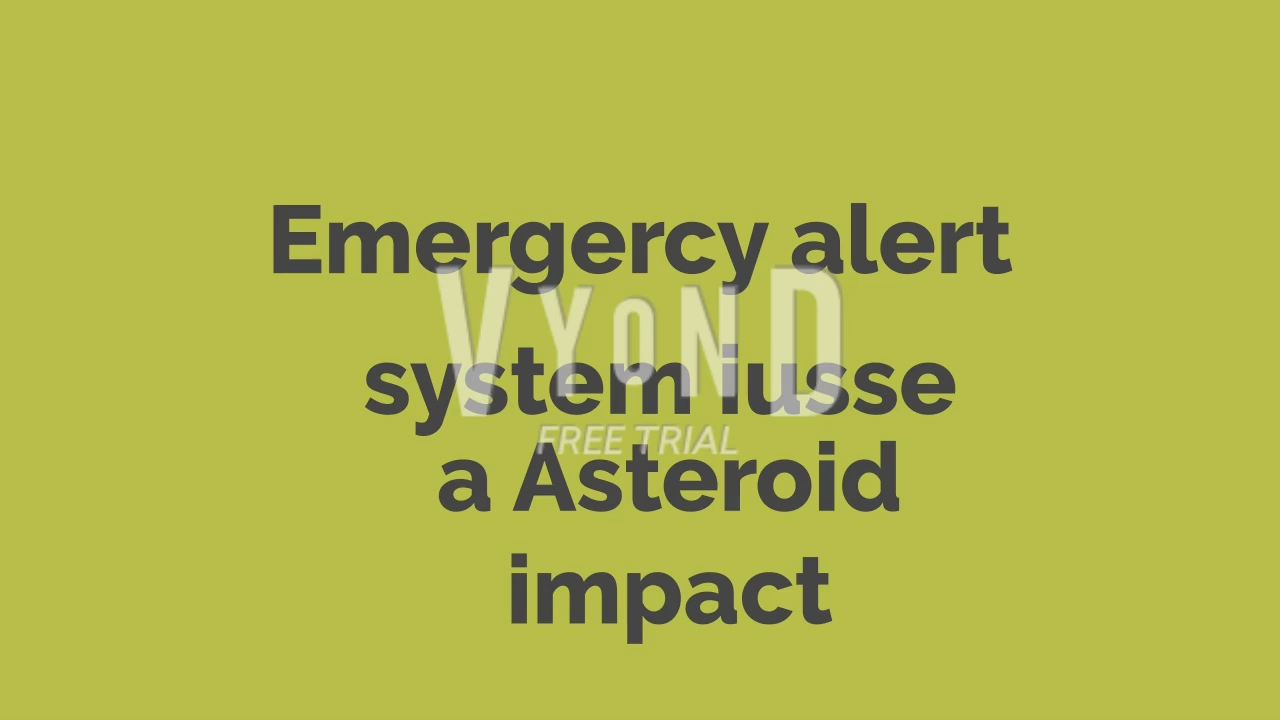 Emergercy alert
VYOND
system iusse
FREE TRIAL
a Asteroid
impact